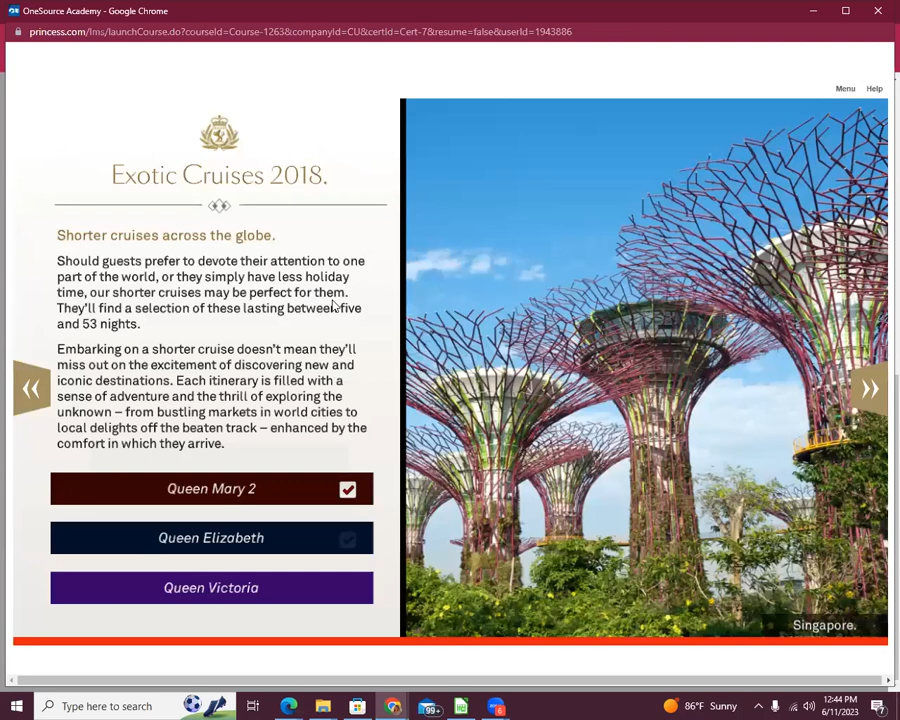 OneSource Academy - Google Chrome
princess.com/lms/launchCourse.do?courseId=Course-1263&companyId=CU&certId=Cert-7&resume=false&userId=1943886
Menu Help
Exotic Cruises 2018.
Shorter cruises across the globe.
Should guests prefer to devote their attention to one
part of the world, or they simply have less holiday
time, our shorter cruises may be perfect for them.
They'll find a selection of these lasting between five
and 53 nights.
Embarking on a shorter cruise doesn't mean they'll
miss out on the excitement of discovering new and
iconic destinations. Each itinerary is filled with a
sense of adventure and the thrill of exploring the
unknown – from bustling markets in world cities to
local delights off the beaten track – enhanced by the
comfort in which they arrive.
Queen Mary 2
Queen Elizabeth
Queen Victoria
Singapore.
Type here to search
99+
6
86°F Sunny
12:44 PM
6/11/2023
7